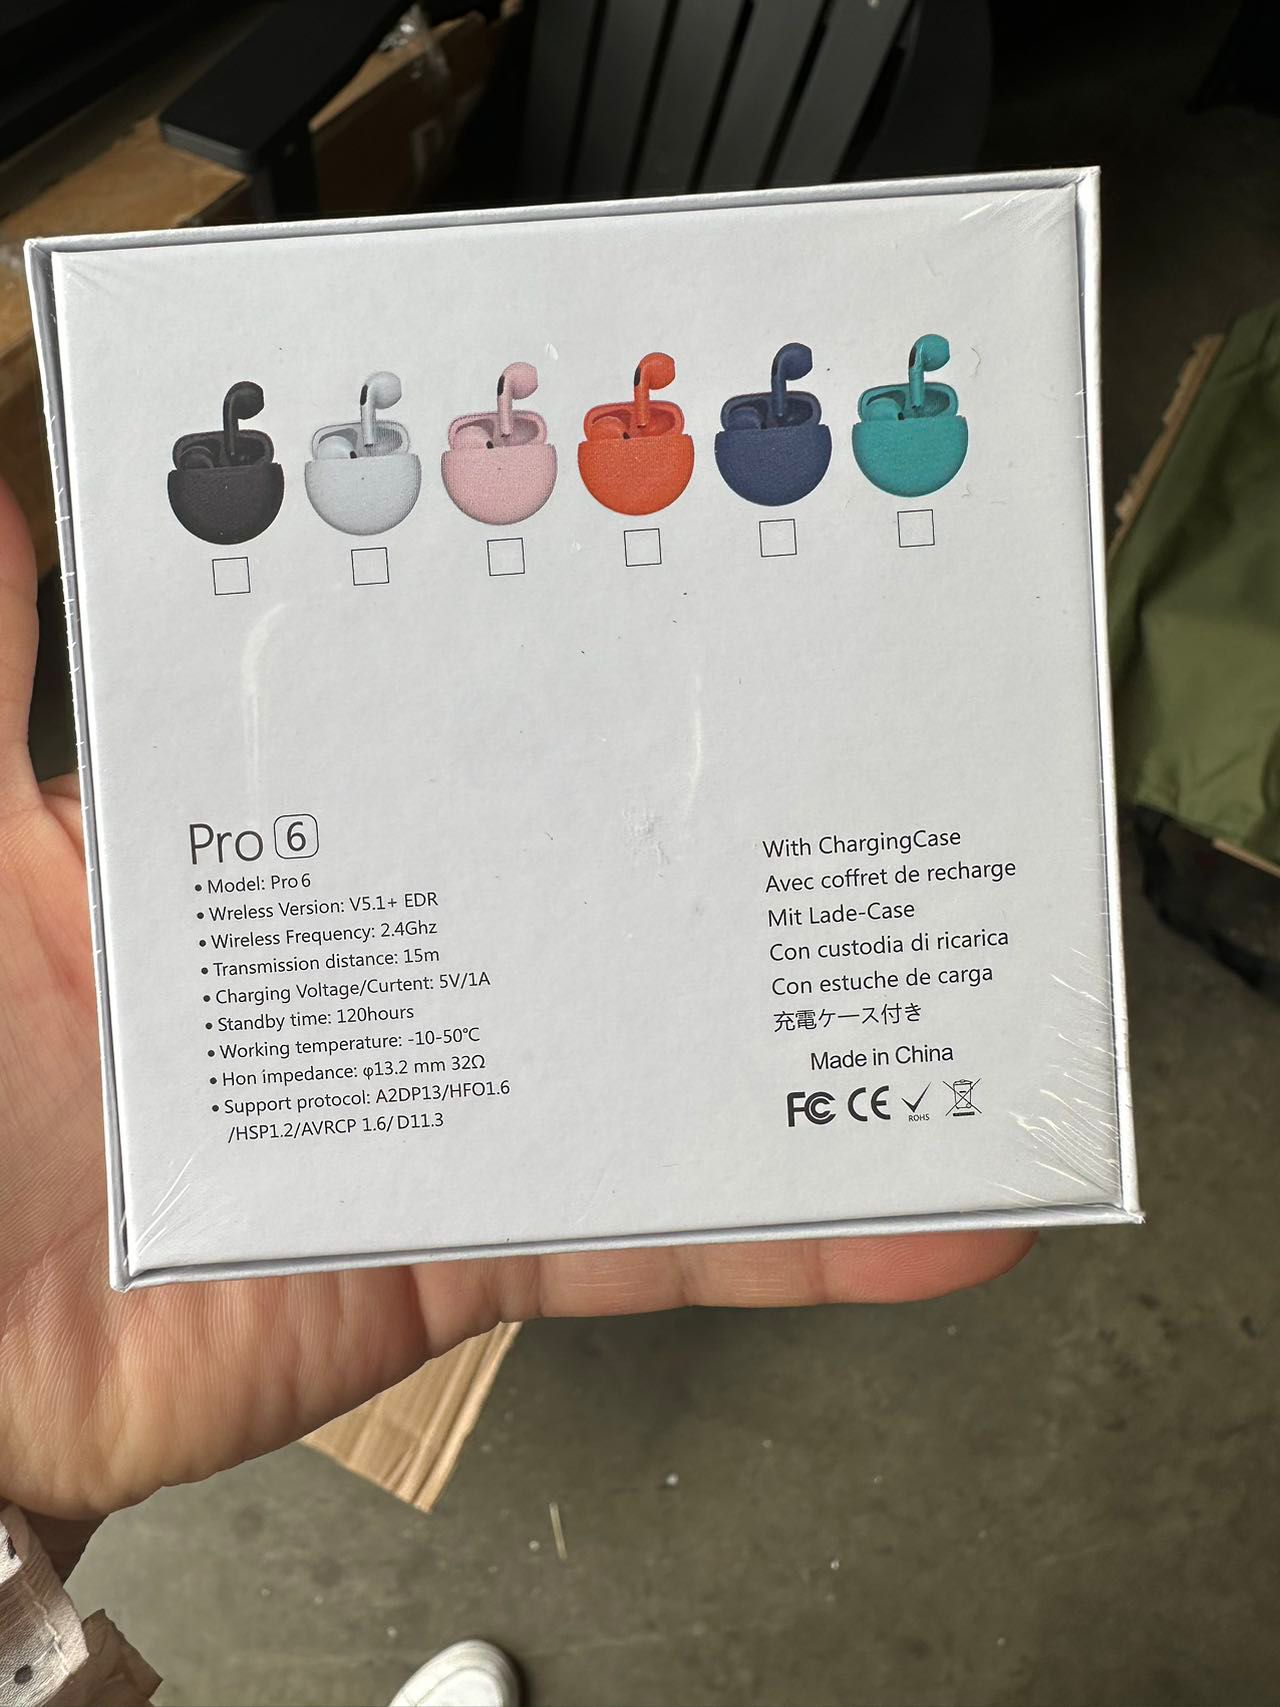 Pro 6
• Model: Pro 6
• Wreless Version: V5.1+ EDR
• Wireless Frequency: 2.4Ghz
• Transmission distance: 15m
• Charging Voltage/Curtent: 5V/1A
• Standby time: 120hours
• Working temperature: -10-50℃
• Hon impedance: φ13.2 mm 32Ω
• Support protocol: A2DP13/HFO1.6
/HSP1.2/AVRCP 1.6/ D11.3
With ChargingCase
Avec coffret de recharge
Mit Lade-Case
Con custodia di ricarica
Con estuche de carga
充電ケース付き
Made in China
FC CE ROHS